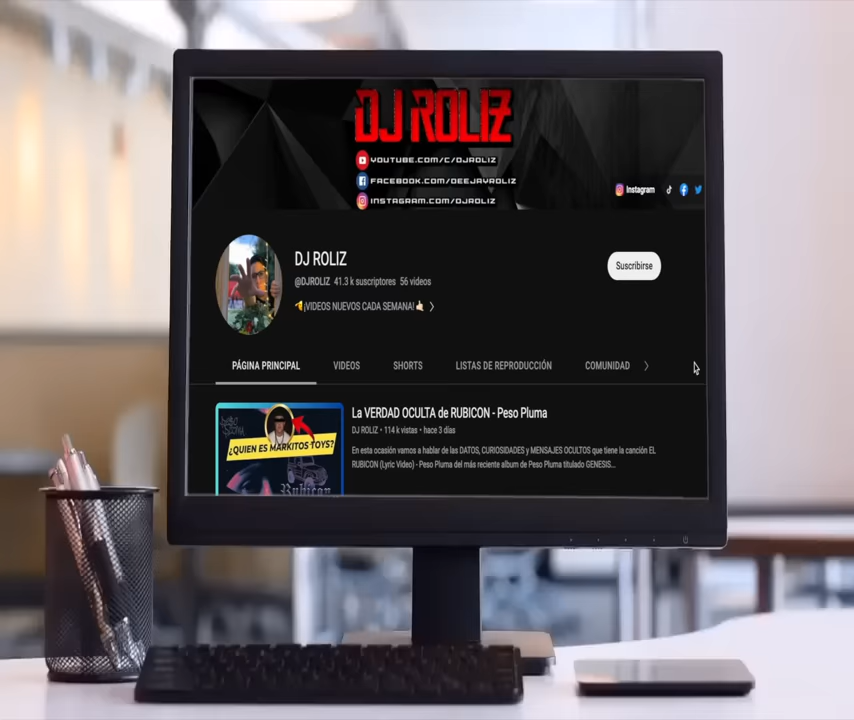 DJ ROLIZ
YOUTUBE.COM/C/DJROLIZ
FACEBOOK.COM/DEEJAYROLIZ
INSTAGRAM.COM/DJROLIZ
Instagram
DJ ROLIZ
Suscribirse
@DJROLIZ 41.3 k suscriptores 56 videos
¡VIDEOS NUEVOS CADA SEMANA!
PÁGINA PRINCIPAL VIDEOS SHORTS LISTAS DE REPRODUCCIÓN COMUNIDAD
La VERDAD OCULTA de RUBICON - Peso Pluma
DJ ROLIZ • 114 k vistas • hace 3 días
En esta ocasión vamos a hablar de las DATOS, CURIOSIDADES y MENSAJES OCULTOS que tiene la canción EL
RUBICON (Lyric Video) - Peso Pluma del más reciente album de Peso Pluma titulado GENESIS...
¿QUIEN ES MARKITOS TOYS?
Rubicon